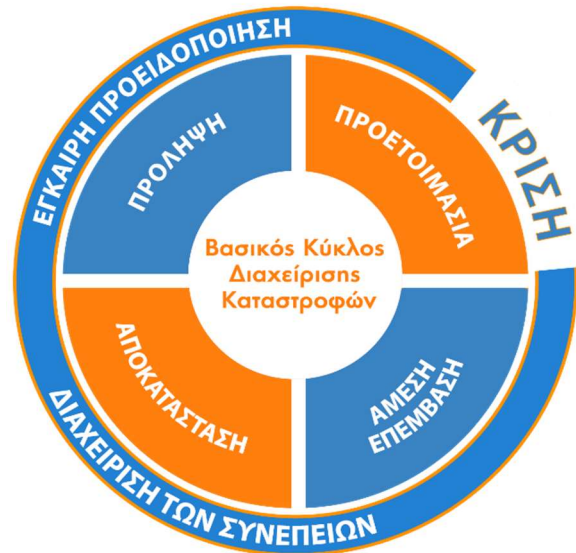 ΕΓΚΑΙΡΗ ΠΡΟΕΙΔΟΠΟΙΗΣΗ
ΚΡΙΣΗ
ΠΡΟΛΗΨΗ
ΠΡΟΕΤΟΙΜΑΣΙΑ
Βασικός Κύκλος
Διαχείρισης
Καταστροφών
ΑΠΟΚΑΤΑΣΤΑΣΗ
ΑΜΕΣΗ
ΕΠΕΜΒΑΣΗ
ΔΙΑΧΕΙΡΙΣΗ ΤΩΝ ΣΥΝΕΠΕΙΩΝ